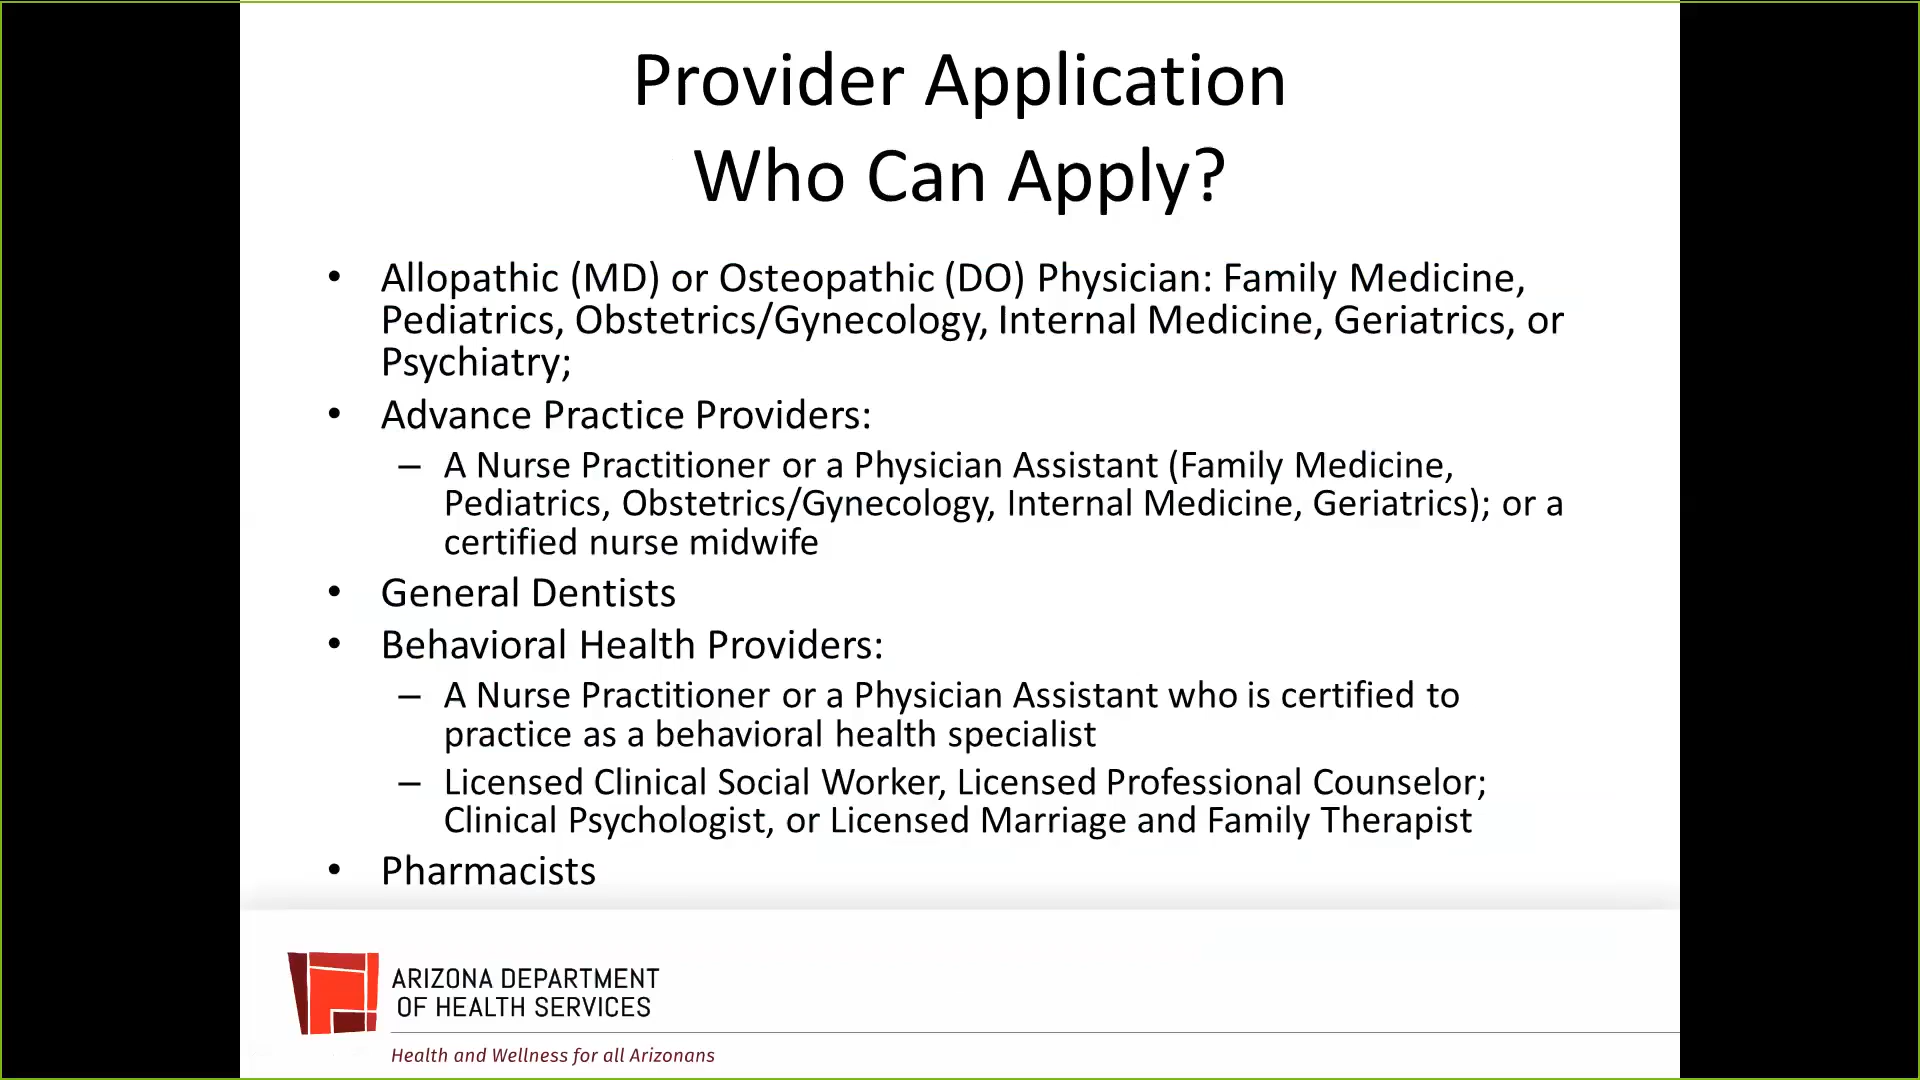 Provider Application
Who Can Apply?
• Allopathic (MD) or Osteopathic (DO) Physician: Family Medicine,
Pediatrics, Obstetrics/Gynecology, Internal Medicine, Geriatrics, or
Psychiatry;
• Advance Practice Providers:
– A Nurse Practitioner or a Physician Assistant (Family Medicine,
Pediatrics, Obstetrics/Gynecology, Internal Medicine, Geriatrics); or a
certified nurse midwife
• General Dentists
• Behavioral Health Providers:
– A Nurse Practitioner or a Physician Assistant who is certified to
practice as a behavioral health specialist
– Licensed Clinical Social Worker, Licensed Professional Counselor;
Clinical Psychologist, or Licensed Marriage and Family Therapist
• Pharmacists
ARIZONA DEPARTMENT
OF HEALTH SERVICES
Health and Wellness for all Arizonans